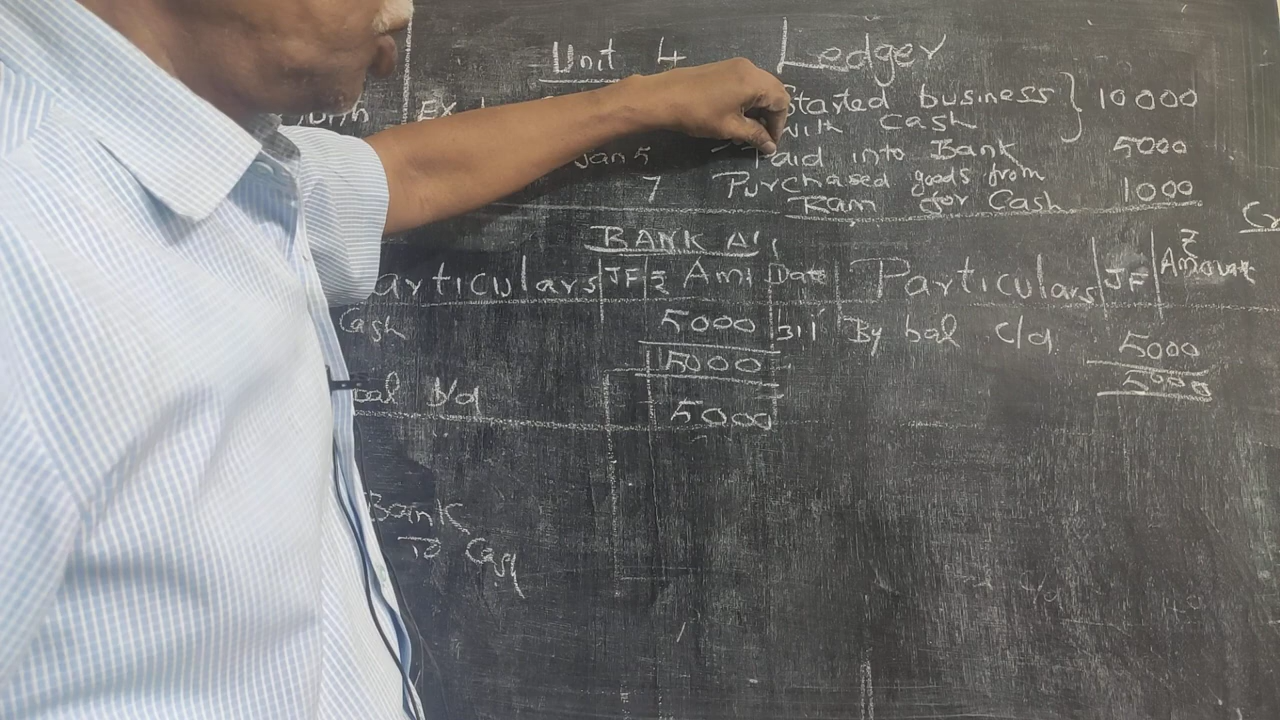 Unit 4 Ledger
Started business 10000
with Cash
Jan 5 Paid into Bank 5000
7 Purchased goods from
Ram for Cash 1000
BANK A/c
articulars JF ₹ Amt Date Particulars JF ₹ Amount
Cash 5000 31/1 By bal c/d 5000
5000 5000
bal b/d 5000
Bank
To Cash
c/d